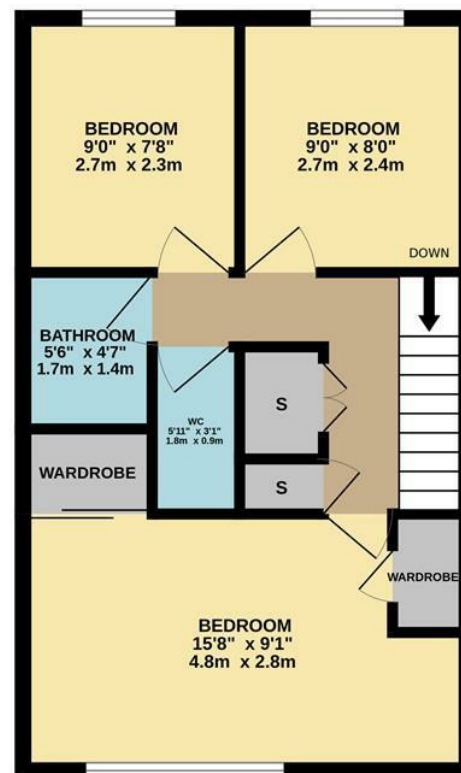 BEDROOM
9'0" x 7'8"
2.7m x 2.3m
BEDROOM
9'0" x 8'0"
2.7m x 2.4m
DOWN
BATHROOM
5'6" x 4'7"
1.7m x 1.4m
WC
5'11" x 3'1"
1.8m x 0.9m
S
WARDROBE
S
WARDROBE
BEDROOM
15'8" x 9'1"
4.8m x 2.8m